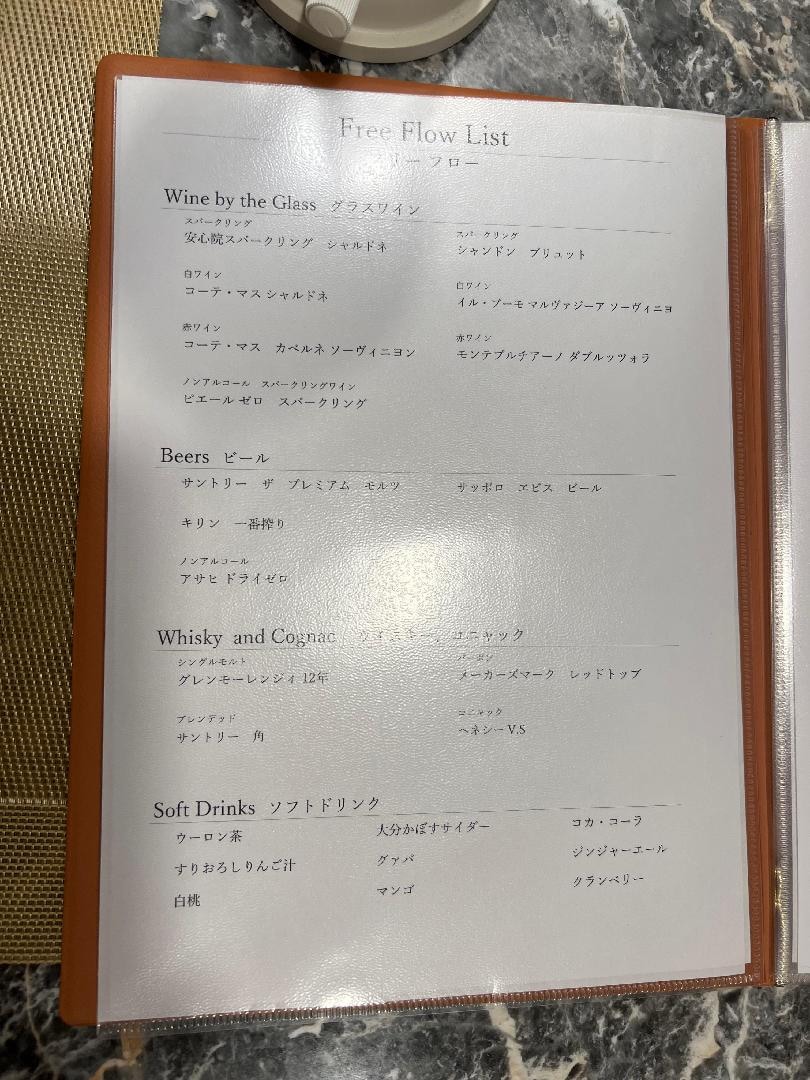 Free Flow List
フリー フロー
Wine by the Glass グラスワイン
スパークリング スパークリング
安心院スパークリング シャルドネ シャンドン ブリュット
白ワイン 白ワイン
コーテ・マス シャルドネ イル・プーモ マルヴァジーア ソーヴィニヨ
赤ワイン 赤ワイン
コーテ・マス カベルネ ソーヴィニヨン モンテプルチアーノ ダブルッツォラ
ノンアルコール スパークリングワイン
ピエール ゼロ スパークリング
Beers ビール
サントリー ザ プレミアム モルツ サッポロ ヱビス ビール
キリン 一番搾り
ノンアルコール
アサヒ ドライゼロ
Whisky and Cognac ウイスキー，コニャック
シングルモルト バーボン
グレンモーレンジィ 12年 メーカーズマーク レッドトップ
ブレンデッド コニャック
サントリー 角 ヘネシー V.S
Soft Drinks ソフトドリンク
ウーロン茶 大分かぼすサイダー コカ・コーラ
すりおろしりんご汁 グァバ ジンジャーエール
白桃 マンゴ クランベリー